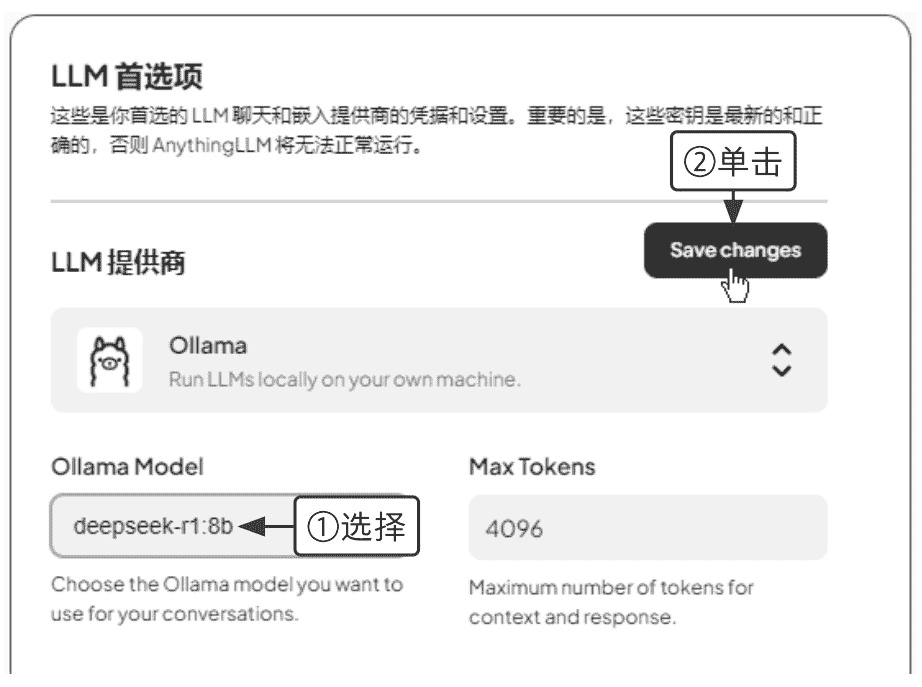 LLM 首选项
这些是你首选的 LLM 聊天和嵌入提供商的凭据和设置。重要的是，这些密钥是最新的和正
确的，否则 AnythingLLM 将无法正常运行。
②单击
LLM 提供商
Save changes
Ollama
Run LLMs locally on your own machine.
Ollama Model
Max Tokens
deepseek-r1:8b
①选择
4096
Choose the Ollama model you want to
use for your conversations.
Maximum number of tokens for
context and response.